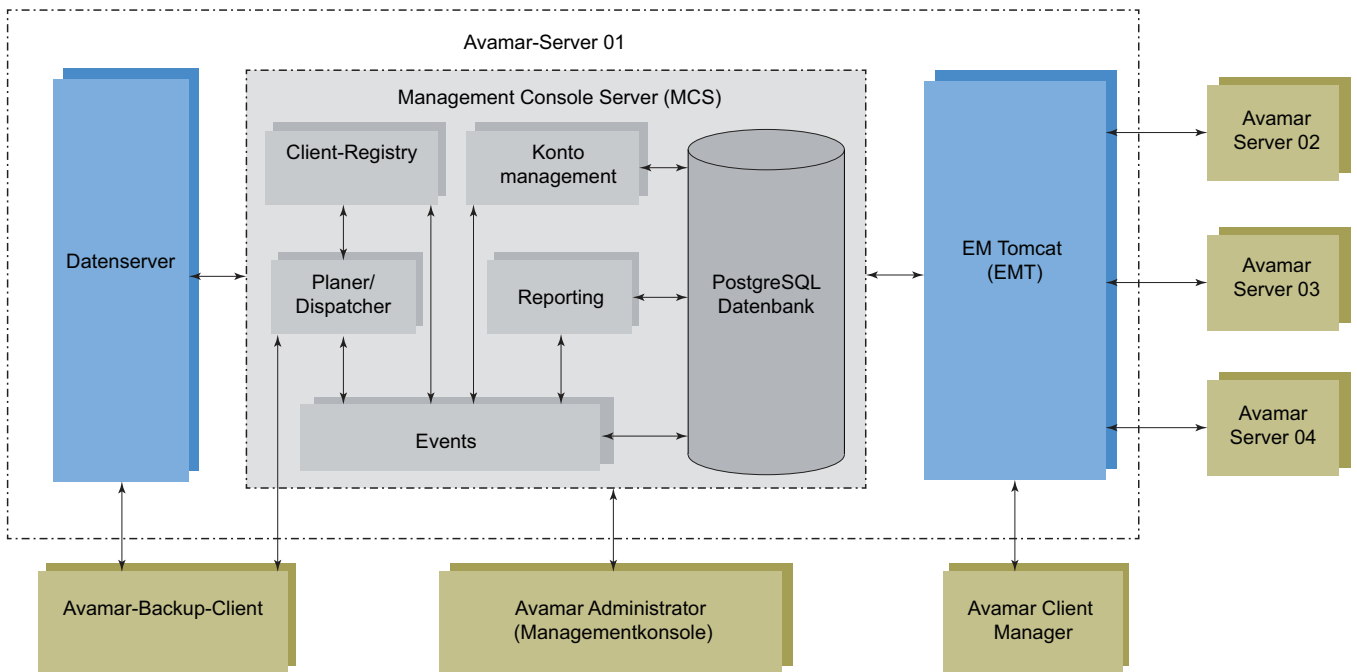 Avamar-Server 01
Management Console Server (MCS)
Client-Registry
Konto
management
Datenserver
Planer/
Dispatcher
Reporting
PostgreSQL
Datenbank
Events
EM Tomcat
(EMT)
Avamar
Server 02
Avamar
Server 03
Avamar
Server 04
Avamar-Backup-Client
Avamar Administrator
(Managementkonsole)
Avamar Client
Manager